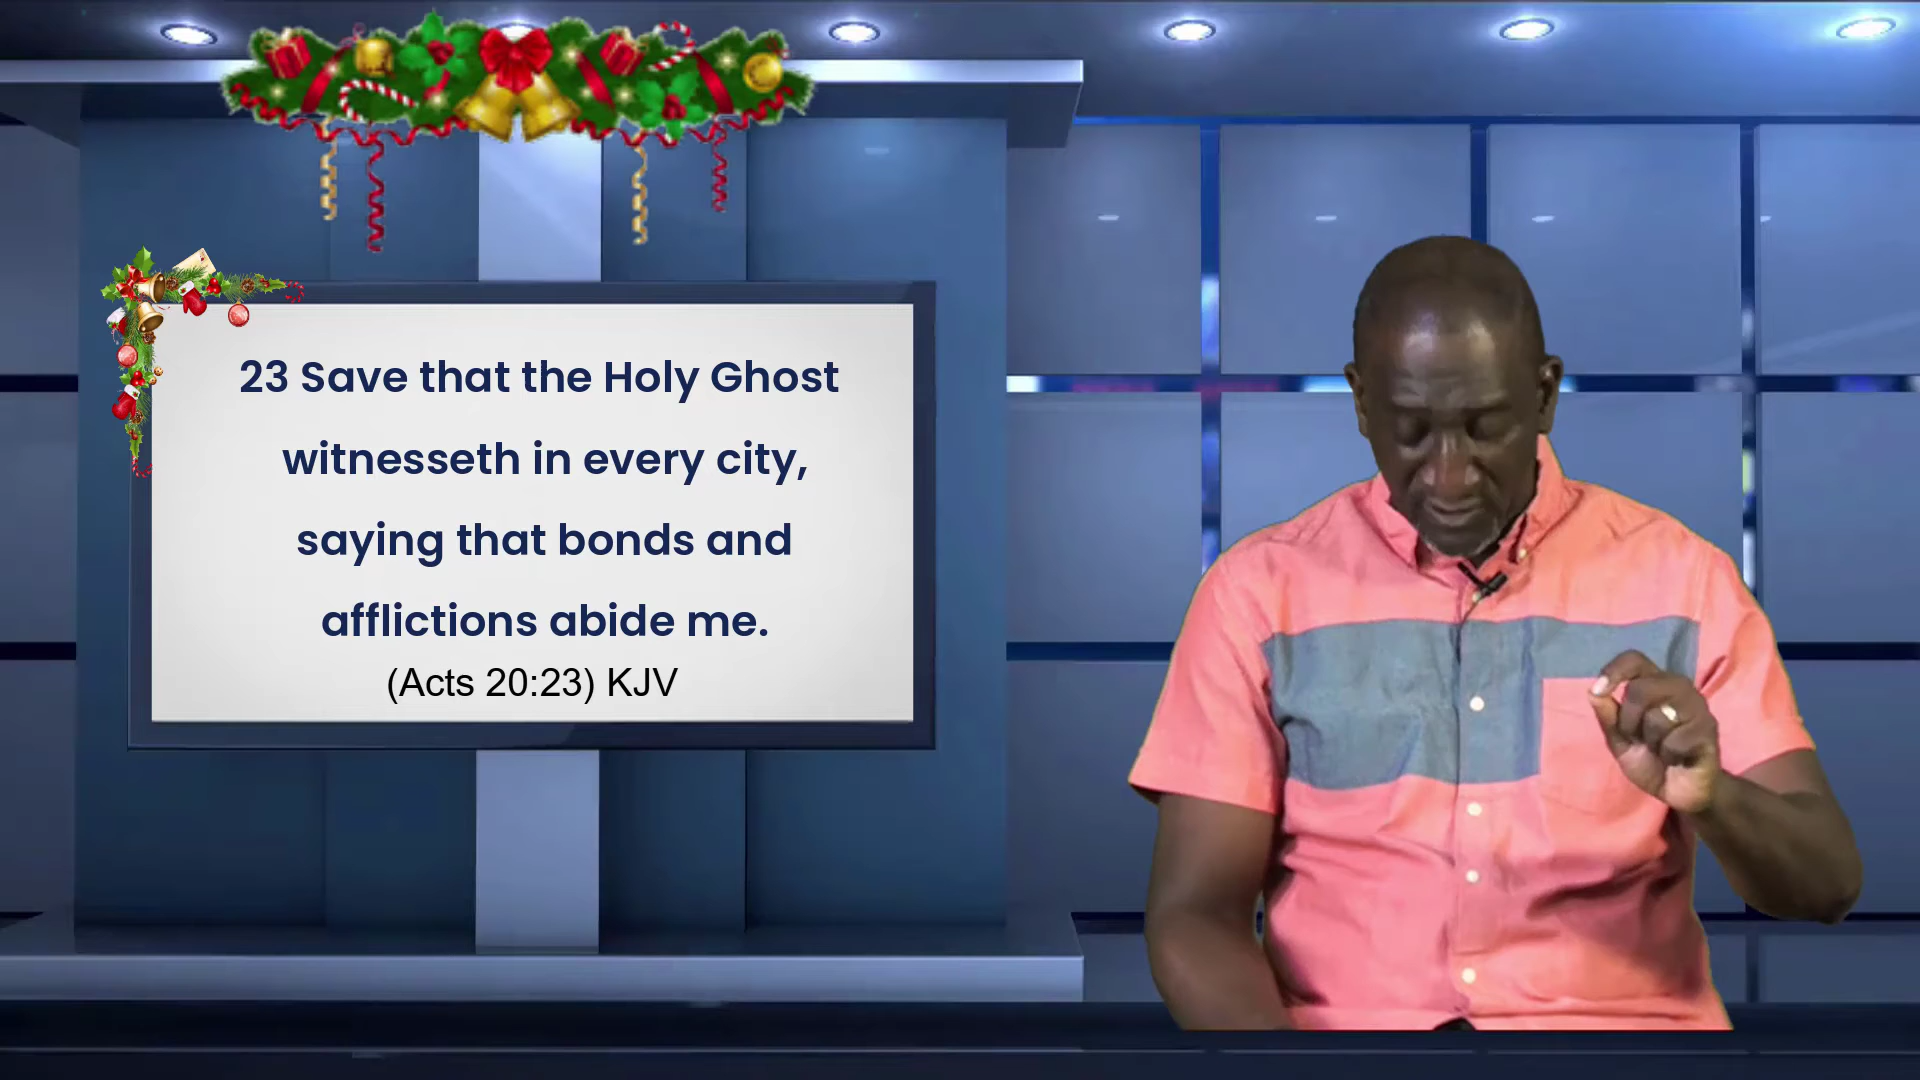 23 Save that the Holy Ghost
witnesseth in every city,
saying that bonds and
afflictions abide me.
(Acts 20:23) KJV